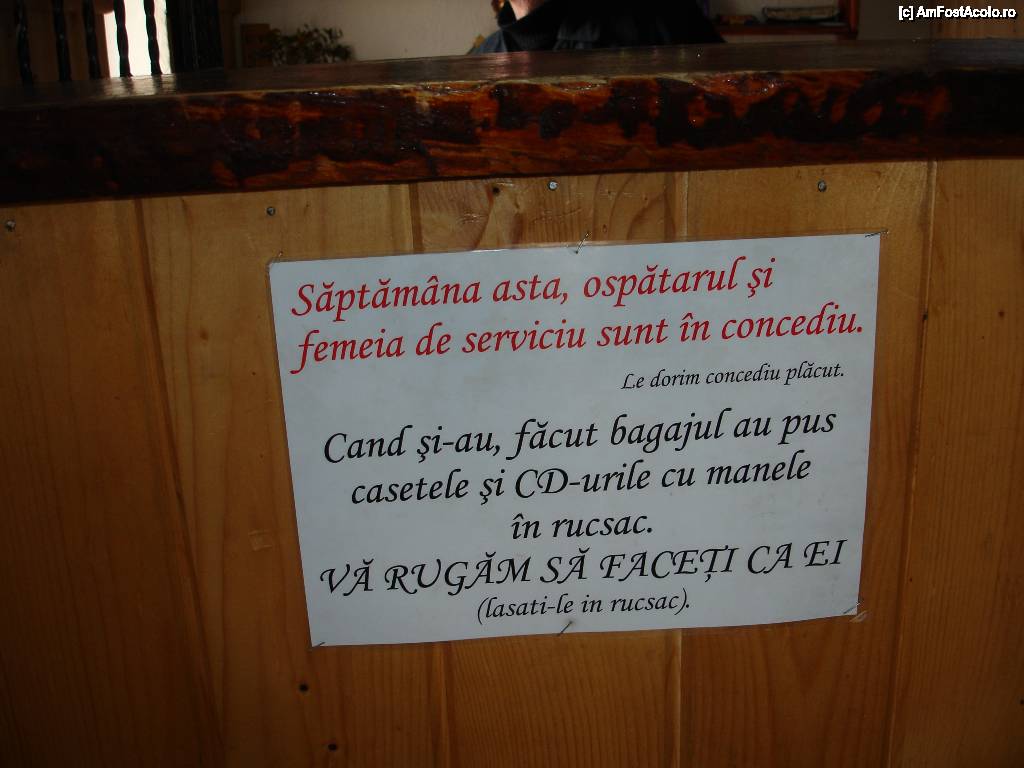 [c] AmFostAcolo.ro
Săptămâna asta, ospătarul şi
femeia de serviciu sunt în concediu.
Le dorim concediu plăcut.
Cand şi-au, făcut bagajul au pus
casetele şi CD-urile cu manele
în rucsac.
VĂ RUGĂM SĂ FACEŢI CA EI
(lasati-le in rucsac).